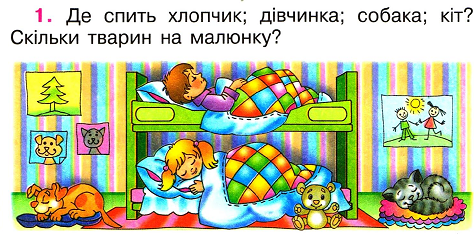 1. Де спить хлопчик; дівчинка; собака; кіт?
Скільки тварин на малюнку?